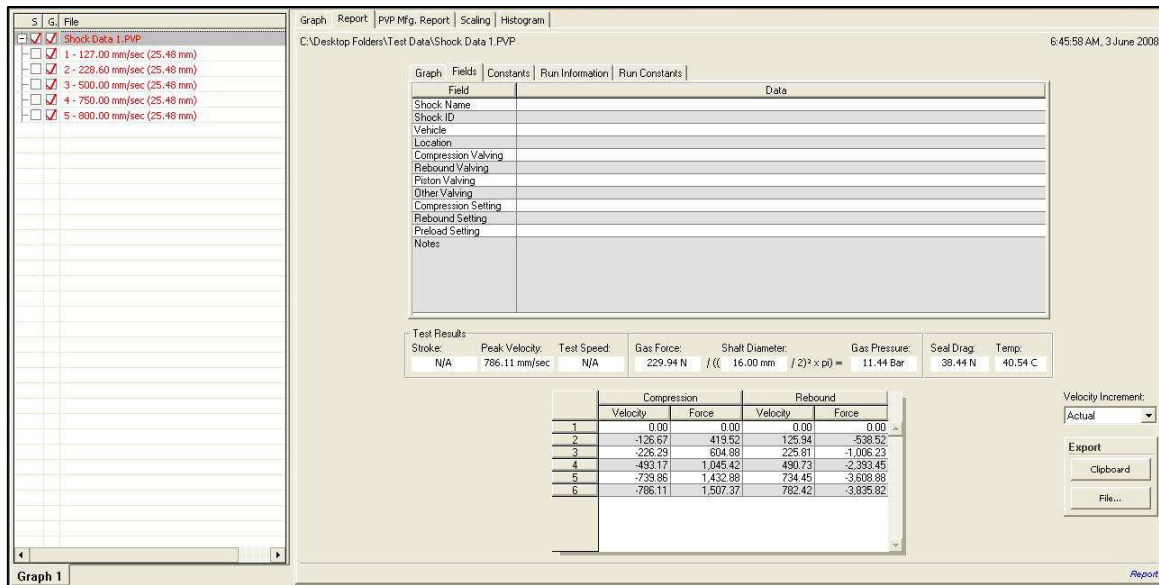 S G. File
Shock Data 1.PVP
1 - 127.00 mm/sec (25.48 mm)
2 - 228.60 mm/sec (25.48 mm)
3 - 500.00 mm/sec (25.48 mm)
4 - 750.00 mm/sec (25.48 mm)
5 - 800.00 mm/sec (25.48 mm)
Graph 1
Graph Report PVP Mfg. Report Scaling Histogram
C:\Desktop Folders\Test Data\Shock Data 1.PVP 6:45:58 AM, 3 June 2008
Graph Fields Constants Run Information Run Constants
Field Data
Shock Name
Shock ID
Vehicle
Location
Compression Valving
Rebound Valving
Piston Valving
Other Valving
Compression Setting
Rebound Setting
Preload Setting
Notes
Test Results
Stroke: Peak Velocity: Test Speed: Gas Force: Shaft Diameter: Gas Pressure: Seal Drag: Temp:
N/A 786.11 mm/sec N/A 229.94 N / (( 16.00 mm / 2)² x pi) = 11.44 Bar 38.44 N 40.54 C
Compression Rebound
Velocity Force Velocity Force
1 0.00 0.00 0.00 0.00
2 -126.67 419.52 125.94 -538.52
3 -226.29 604.88 225.81 -1,006.23
4 -493.17 1,045.42 490.73 -2,393.45
5 -739.86 1,432.88 734.45 -3,608.88
6 -786.11 1,507.37 782.42 -3,835.82
Velocity Increment:
Actual
Export
Clipboard
File...
Report